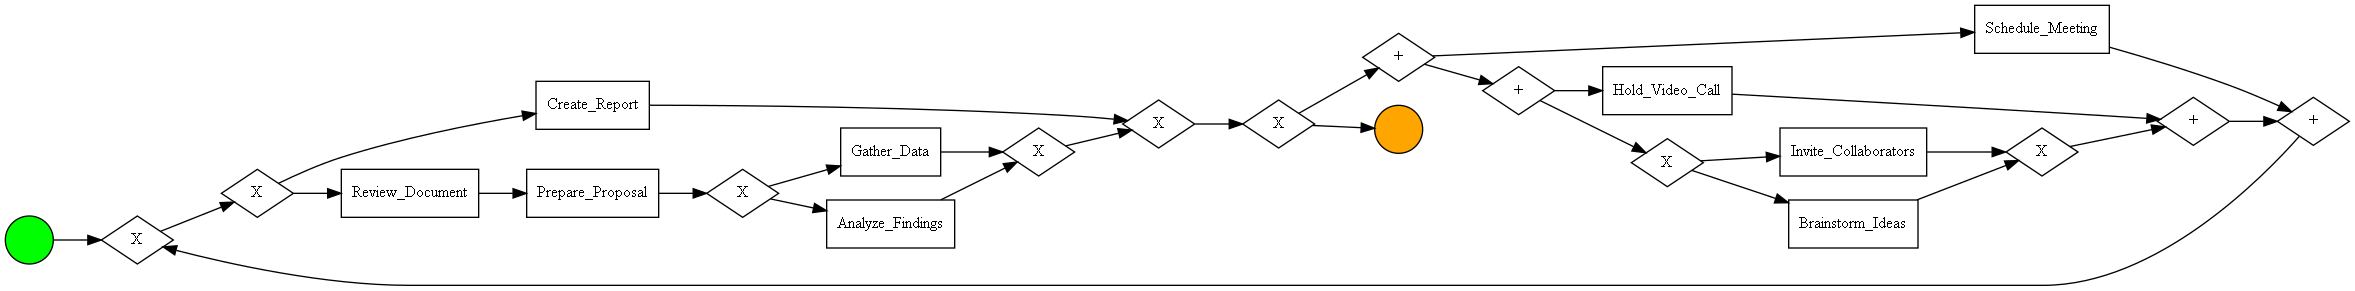 X
X
Create_Report
Review_Document
Prepare_Proposal
X
Gather_Data
Analyze_Findings
X
X
X
+
+
Schedule_Meeting
Hold_Video_Call
X
Invite_Collaborators
Brainstorm_Ideas
X
+
+